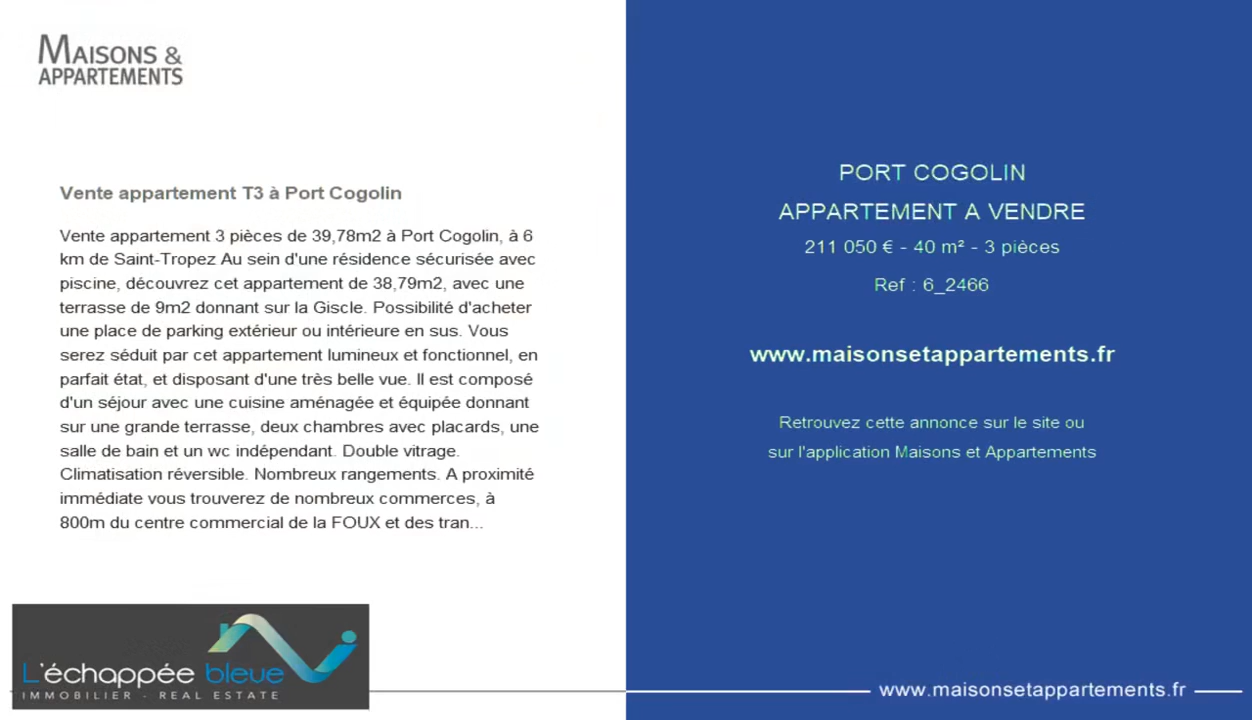 MAISONS &
APPARTEMENTS
Vente appartement T3 à Port Cogolin
Vente appartement 3 pièces de 39,78m2 à Port Cogolin, à 6
km de Saint-Tropez Au sein d'une résidence sécurisée avec
piscine, découvrez cet appartement de 38,79m2, avec une
terrasse de 9m2 donnant sur la Giscle. Possibilité d'acheter
une place de parking extérieur ou intérieure en sus. Vous
serez séduit par cet appartement lumineux et fonctionnel, en
parfait état, et disposant d'une très belle vue. Il est composé
d'un séjour avec une cuisine aménagée et équipée donnant
sur une grande terrasse, deux chambres avec placards, une
salle de bain et un wc indépendant. Double vitrage.
Climatisation réversible. Nombreux rangements. A proximité
immédiate vous trouverez de nombreux commerces, à
800m du centre commercial de la FOUX et des tran...
L'échappée bleue
IMMOBILIER - REAL ESTATE
PORT COGOLIN
APPARTEMENT A VENDRE
211 050 € - 40 m² - 3 pièces
Ref : 6_2466
www.maisonsetappartements.fr
Retrouvez cette annonce sur le site ou
sur l'application Maisons et Appartements
www.maisonsetappartements.fr